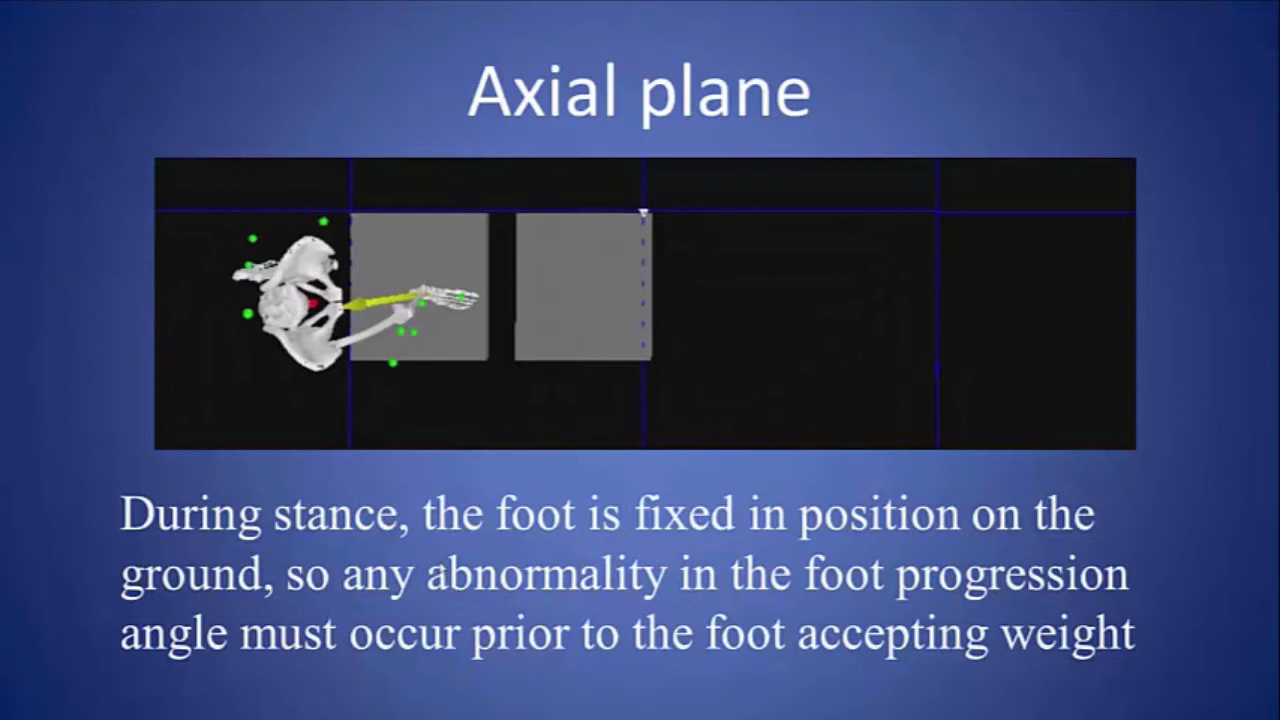 Axial plane
During stance, the foot is fixed in position on the
ground, so any abnormality in the foot progression
angle must occur prior to the foot accepting weight